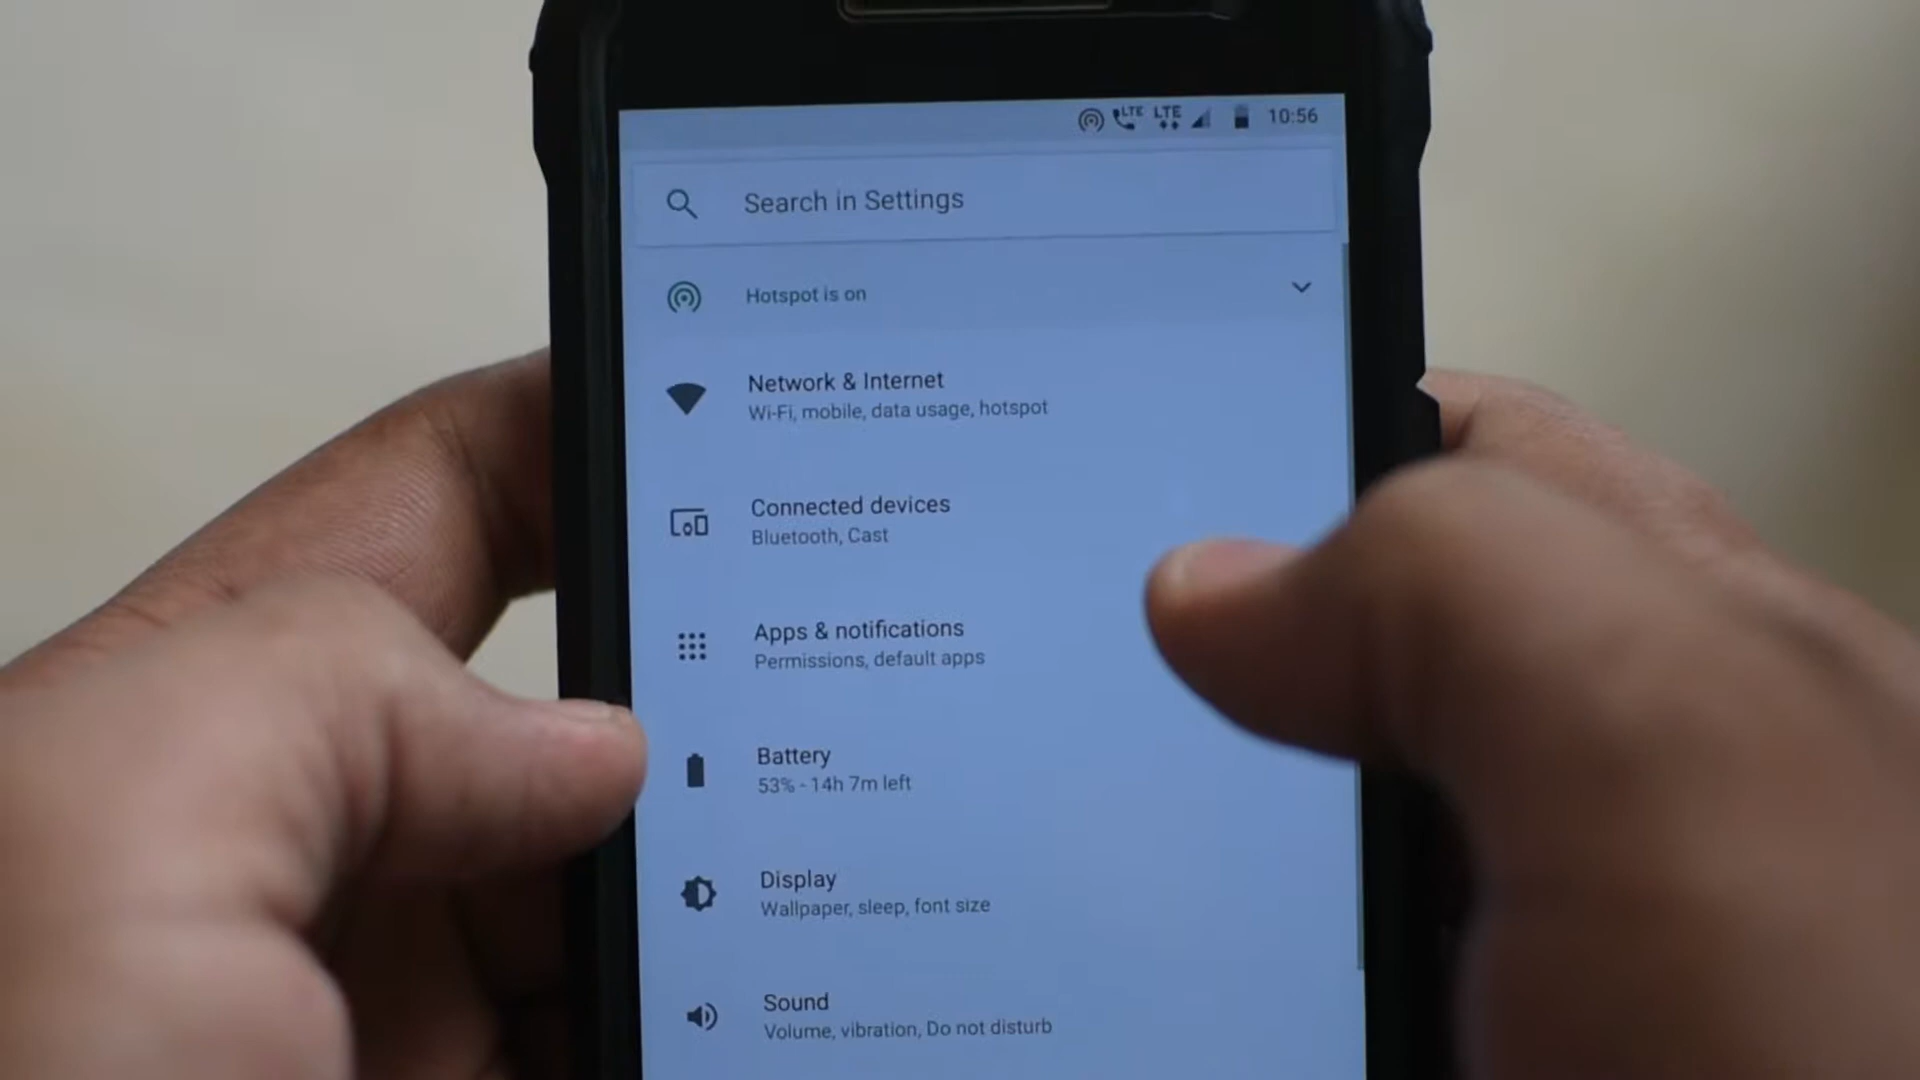 LTE LTE 10:56
Search in Settings
Hotspot is on
Network & Internet
Wi-Fi, mobile, data usage, hotspot
Connected devices
Bluetooth, Cast
Apps & notifications
Permissions, default apps
Battery
53% - 14h 7m left
Display
Wallpaper, sleep, font size
Sound
Volume, vibration, Do not disturb